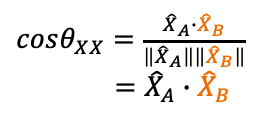 cosθ_XX = X̂_A·X̂_B / ‖X̂_A‖‖X̂_B‖
= X̂_A · X̂_B